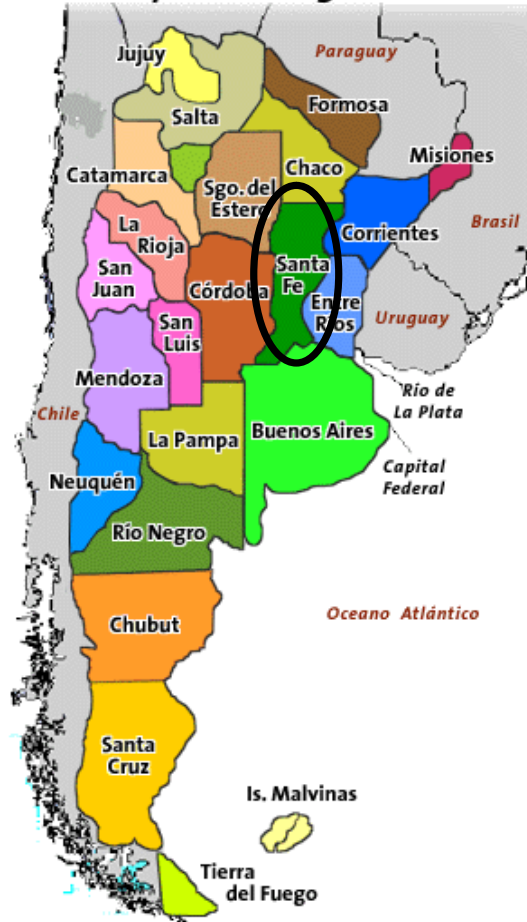 Jujuy
Paraguay
Formosa
Salta
Misiones
Chaco
Catamarca
Sgo. del
Estero
La
Rioja
Corrientes
Brasil
San
Juan
Santa
Fe
Córdoba
Entre
Ríos
Uruguay
San
Luis
Mendoza
Río de
La Plata
Chile
La Pampa
Buenos Aires
Capital
Federal
Neuquén
Río Negro
Oceano Atlántico
Chubut
Santa
Cruz
Is. Malvinas
Tierra
del Fuego